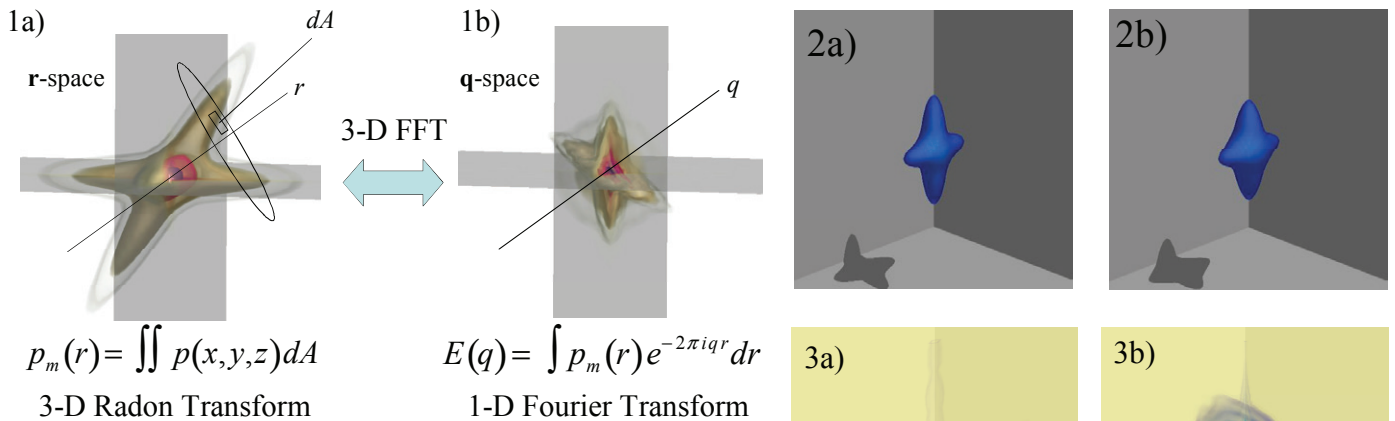 1a)
dA
r-space
r
3-D FFT
p_m(r) = ∬ p(x,y,z)dA
3-D Radon Transform
1b)
q-space
q
E(q) = ∫ p_m(r) e^{-2πiqr} dr
1-D Fourier Transform
2a)
2b)
3a)
3b)